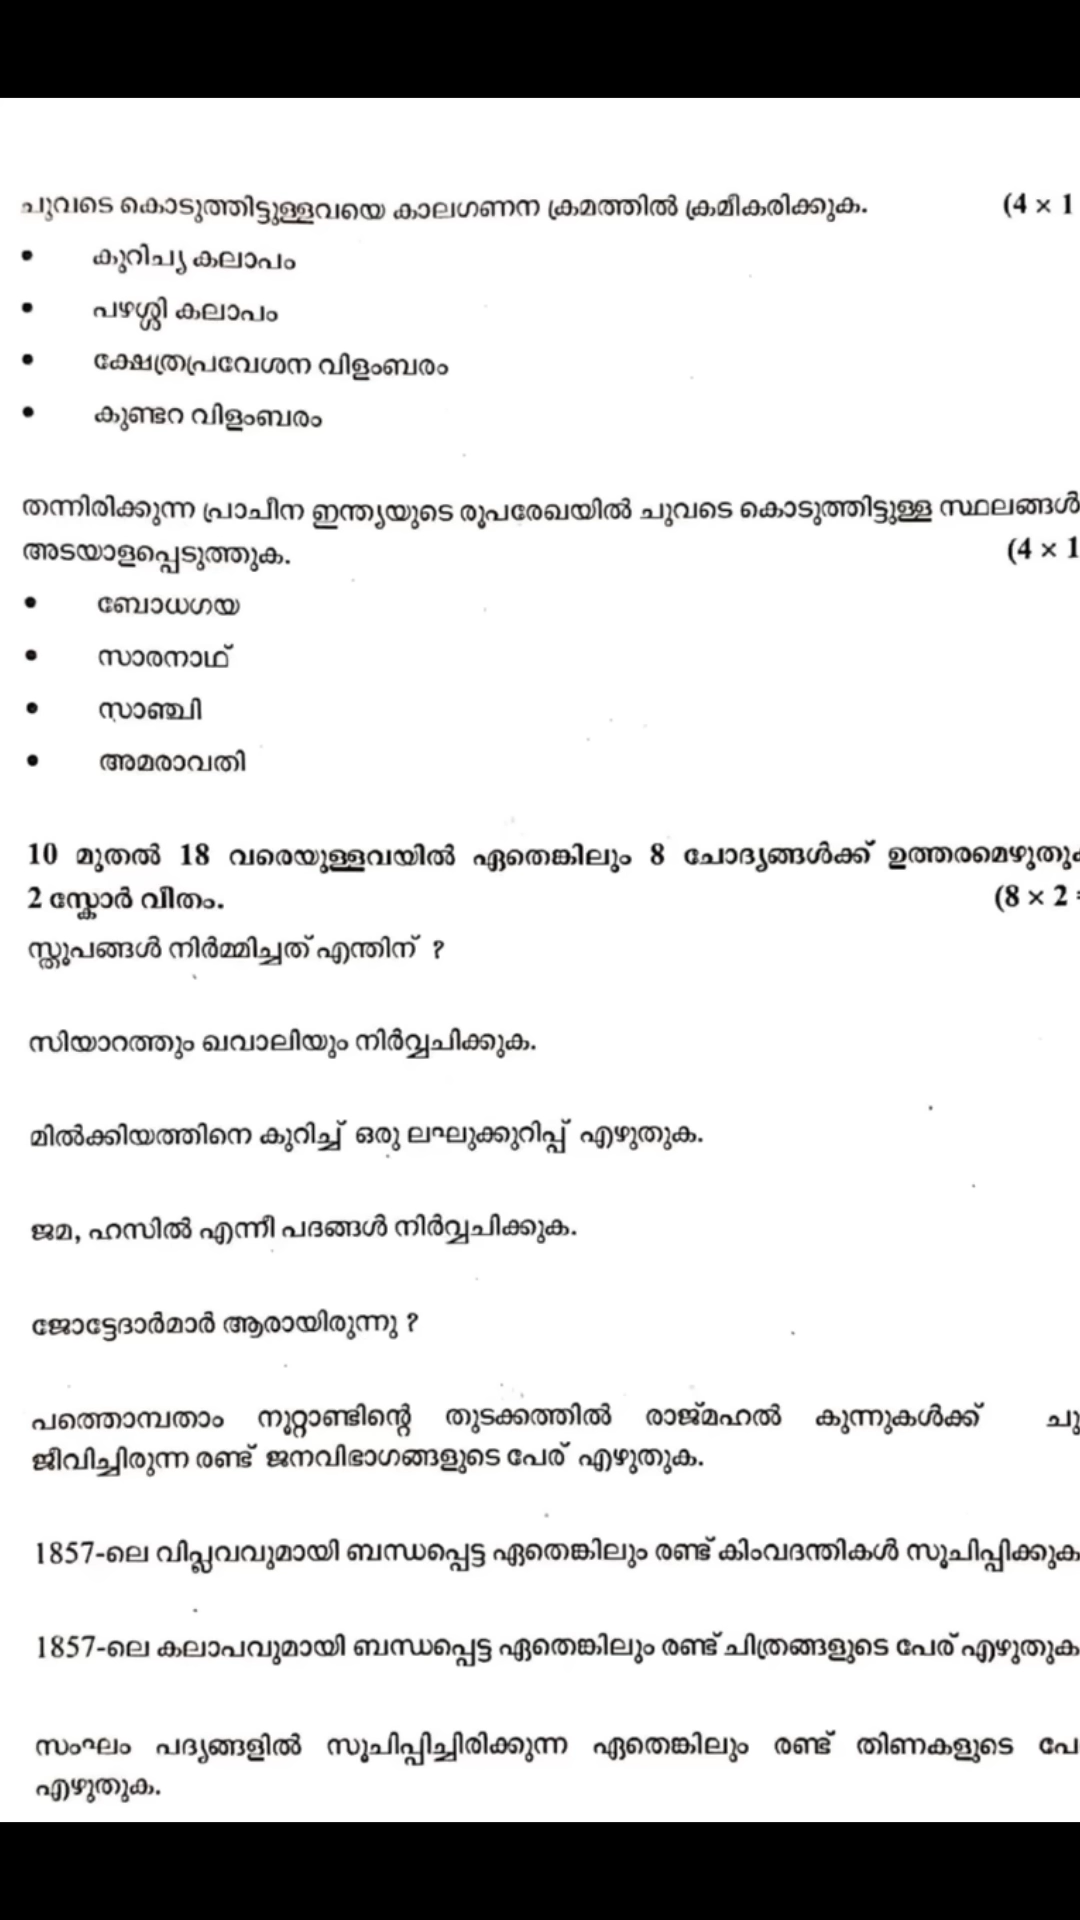 ചുവടെ കൊടുത്തിട്ടുള്ളവയെ കാലഗണന ക്രമത്തിൽ ക്രമീകരിക്കുക. (4 × 1
• കുറിച്യ കലാപം
• പഴശ്ശി കലാപം
• ക്ഷേത്രപ്രവേശന വിളംബരം
• കുണ്ടറ വിളംബരം
തന്നിരിക്കുന്ന പ്രാചീന ഇന്ത്യയുടെ രൂപരേഖയിൽ ചുവടെ കൊടുത്തിട്ടുള്ള സ്ഥലങ്ങൾ
അടയാളപ്പെടുത്തുക. (4 × 1
• ബോധഗയ
• സാരനാഥ്
• സാഞ്ചി
• അമരാവതി
10 മുതൽ 18 വരെയുള്ളവയിൽ ഏതെങ്കിലും 8 ചോദ്യങ്ങൾക്ക് ഉത്തരമെഴുതുക
2 സ്കോർ വീതം. (8 × 2 =
സ്തൂപങ്ങൾ നിർമ്മിച്ചത് എന്തിന് ?
സിയാറത്തും ഖവാലിയും നിർവ്വചിക്കുക.
മിൽക്കിയത്തിനെ കുറിച്ച് ഒരു ലഘുക്കുറിപ്പ് എഴുതുക.
ജമ, ഹസിൽ എന്നീ പദങ്ങൾ നിർവ്വചിക്കുക.
ജോട്ടേദാർമാർ ആരായിരുന്നു ?
പത്തൊമ്പതാം നൂറ്റാണ്ടിന്റെ തുടക്കത്തിൽ രാജ്മഹൽ കുന്നുകൾക്ക് ചു
ജീവിച്ചിരുന്ന രണ്ട് ജനവിഭാഗങ്ങളുടെ പേര് എഴുതുക.
1857-ലെ വിപ്ലവവുമായി ബന്ധപ്പെട്ട ഏതെങ്കിലും രണ്ട് കിംവദന്തികൾ സൂചിപ്പിക്കുക
1857-ലെ കലാപവുമായി ബന്ധപ്പെട്ട ഏതെങ്കിലും രണ്ട് ചിത്രങ്ങളുടെ പേര് എഴുതുക
സംഘം പദ്യങ്ങളിൽ സൂചിപ്പിച്ചിരിക്കുന്ന ഏതെങ്കിലും രണ്ട് തിണകളുടെ പേ
എഴുതുക.